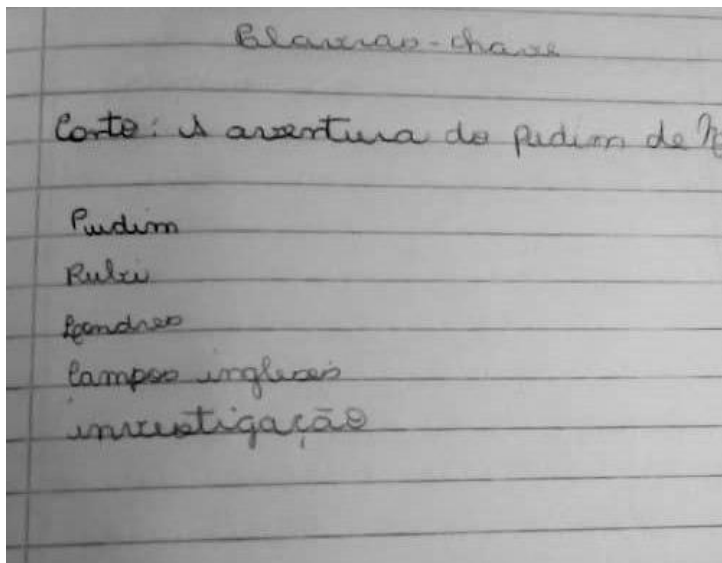 Palavras-chave
Conto: A aventura do pudim de
Pudim
Rubi
Londres
Campos ingleses
investigação